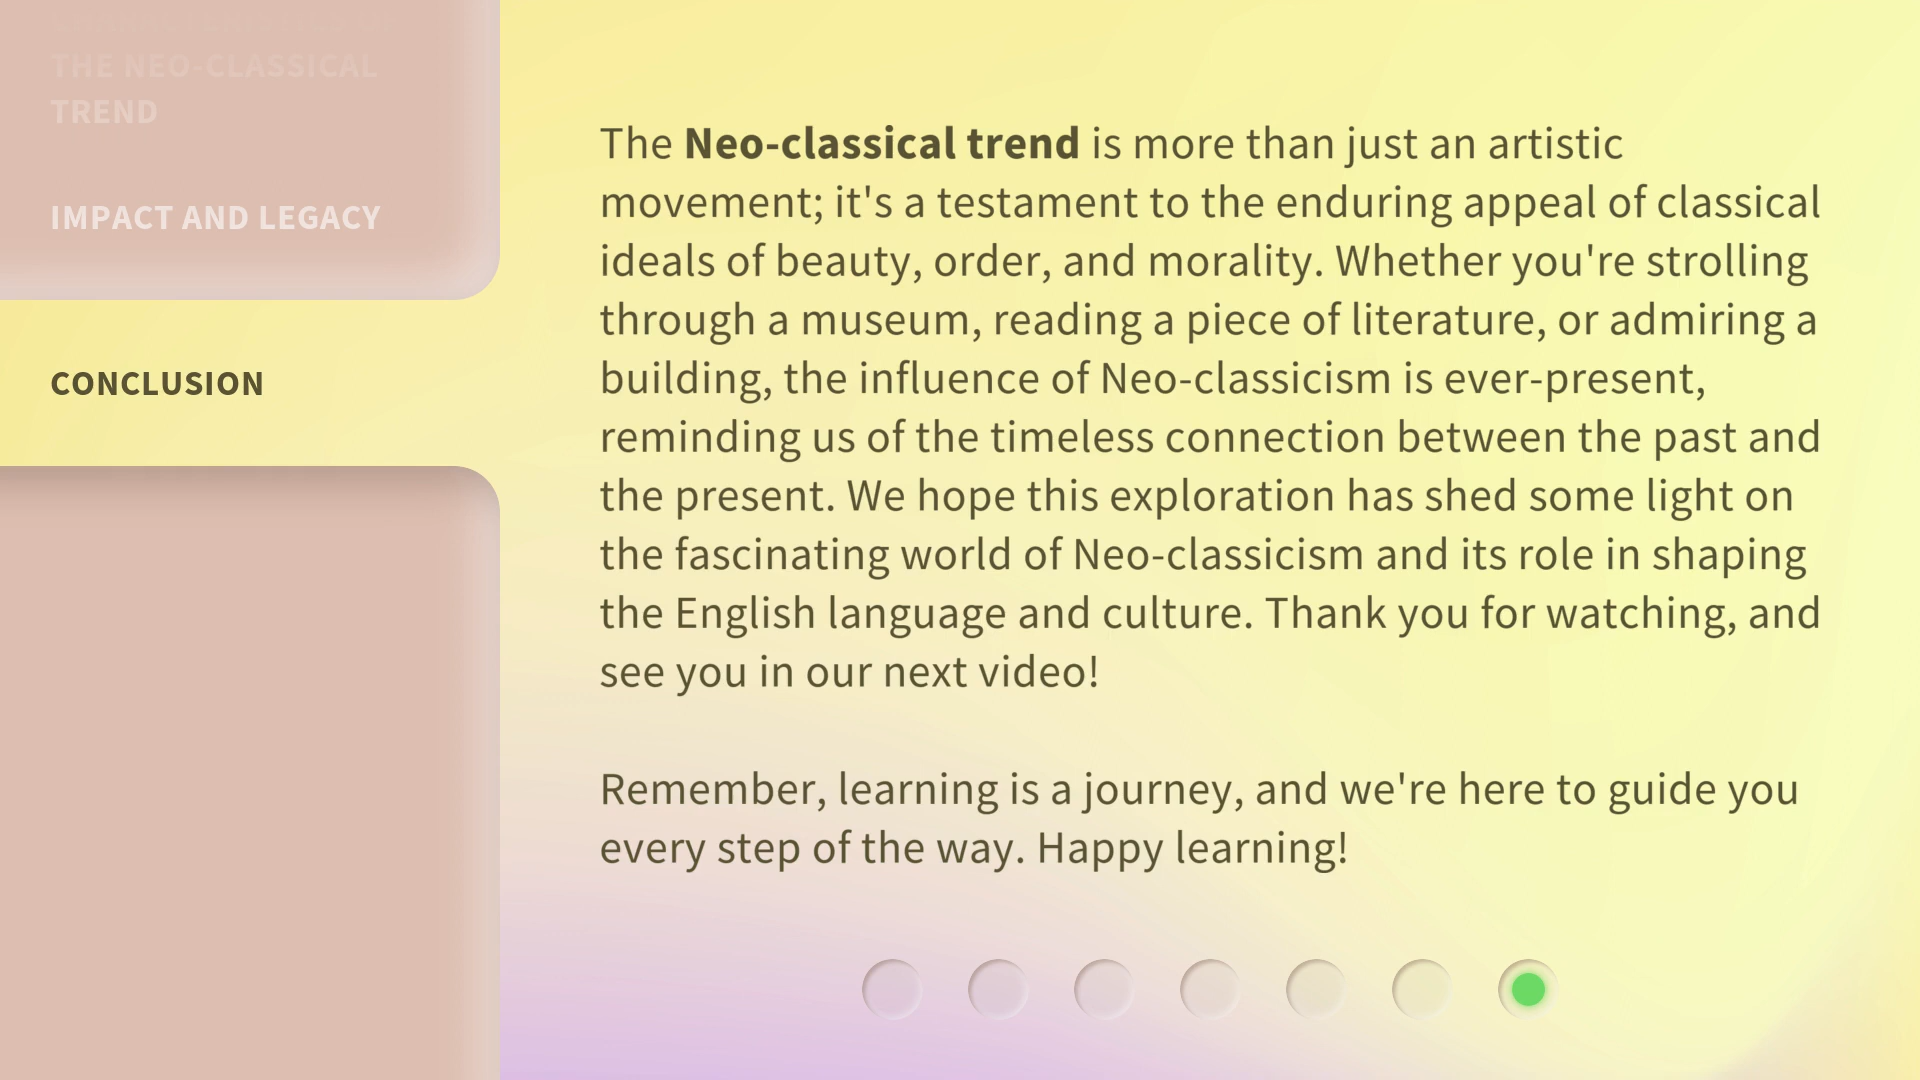 THE NEO-CLASSICAL
TREND
IMPACT AND LEGACY
CONCLUSION
The Neo-classical trend is more than just an artistic
movement; it's a testament to the enduring appeal of classical
ideals of beauty, order, and morality. Whether you're strolling
through a museum, reading a piece of literature, or admiring a
building, the influence of Neo-classicism is ever-present,
reminding us of the timeless connection between the past and
the present. We hope this exploration has shed some light on
the fascinating world of Neo-classicism and its role in shaping
the English language and culture. Thank you for watching, and
see you in our next video!
Remember, learning is a journey, and we're here to guide you
every step of the way. Happy learning!